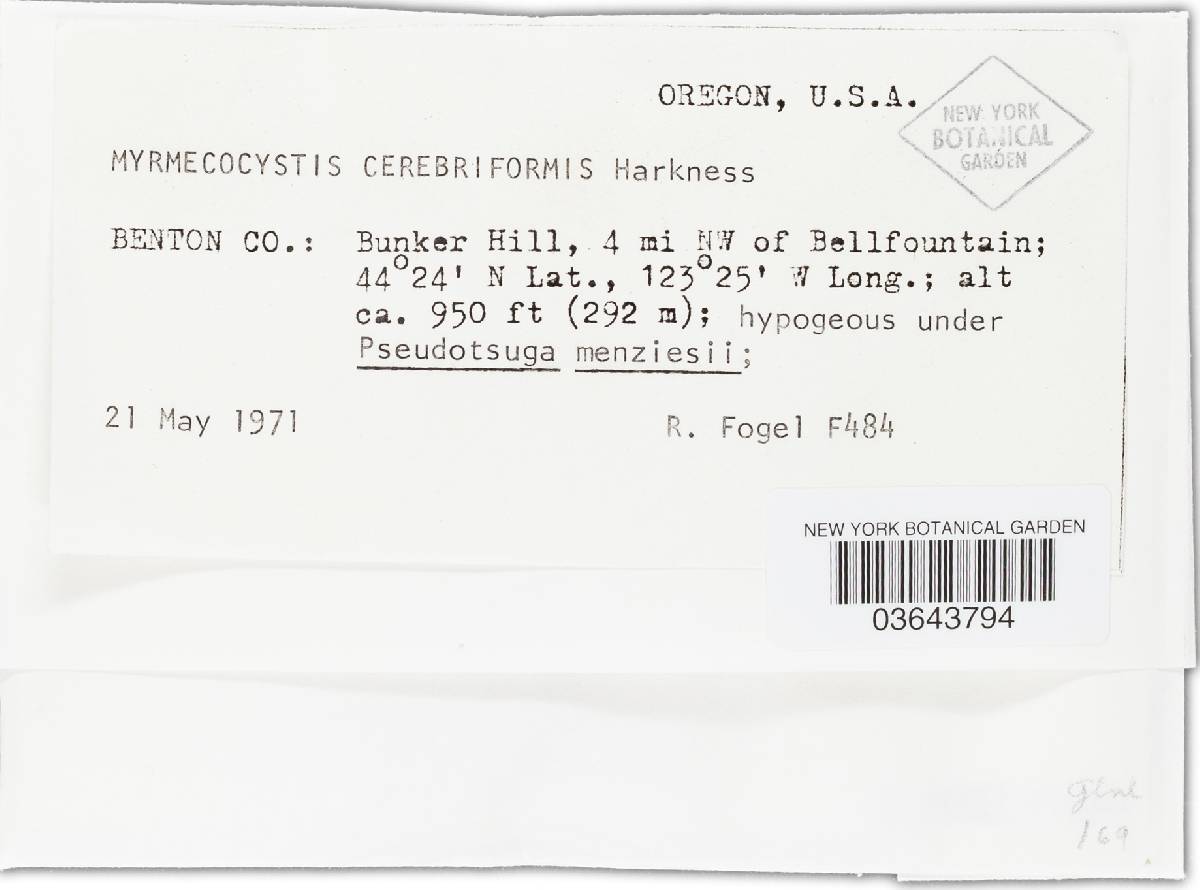 OREGON, U.S.A.
NEW YORK
BOTANICAL
GARDEN
MYRMECOCYSTIS CEREBRIFORMIS Harkness
BENTON CO.: Bunker Hill, 4 mi NW of Bellfountain;
44°24' N Lat., 123°25' W Long.; alt
ca. 950 ft (292 m); hypogeous under
Pseudotsuga menziesii;
21 May 1971 R. Fogel F484
NEW YORK BOTANICAL GARDEN
03643794
/69